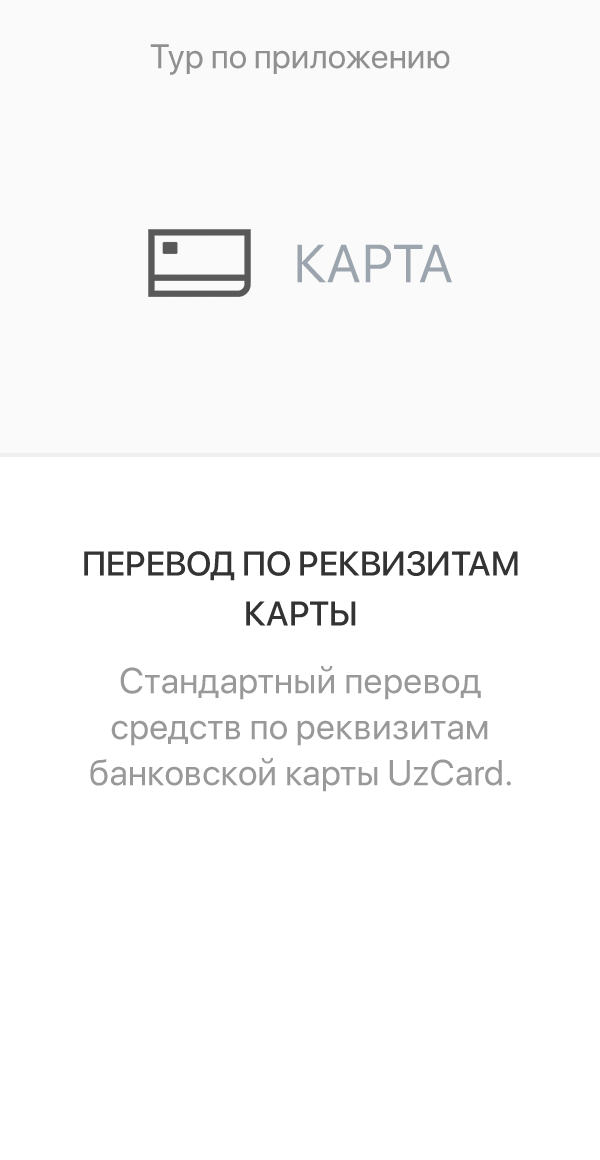 Тур по приложению
КАРТА
ПЕРЕВОД ПО РЕКВИЗИТАМ
КАРТЫ
Стандартный перевод
средств по реквизитам
банковской карты UzCard.